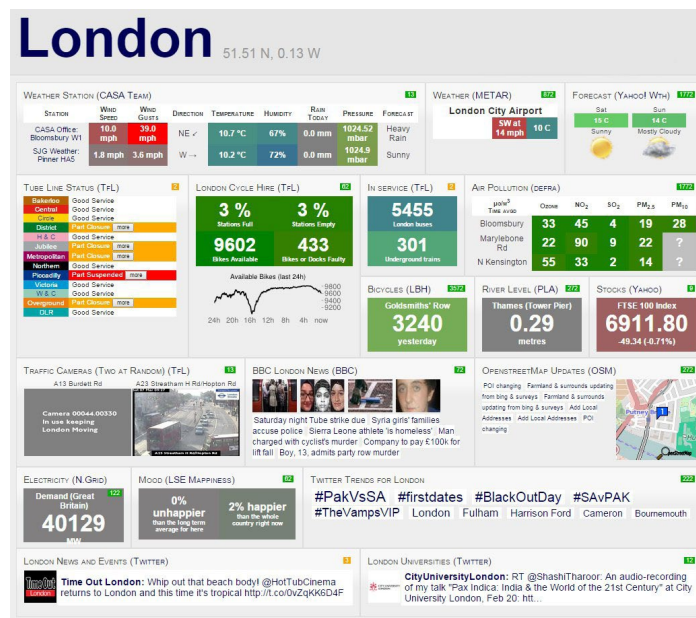 London 51.51 N, 0.13 W
WEATHER STATION (CASA TEAM) 13
STATION WIND SPEED WIND GUSTS DIRECTION TEMPERATURE HUMIDITY RAIN TODAY PRESSURE FORECAST
CASA Office: Bloomsbury W1 10.0 mph 39.0 mph NE ↙ 10.7 °C 67% 0.0 mm 1024.52 mbar Heavy Rain
SJG Weather: Pinner HA5 1.8 mph 3.6 mph W → 10.2 °C 72% 0.0 mm 1024.9 mbar Sunny
WEATHER (METAR) 672
London City Airport
SW at 14 mph 10 C
FORECAST (YAHOO! WTH) 1772
Sat Sun
15 C 14 C
Sunny Mostly Cloudy
TUBE LINE STATUS (TFL) 2
Bakerloo Good Service
Central Good Service
Circle Good Service
District Part Closure more
H & C Good Service
Jubilee Part Closure more
Metropolitan Part Closure more
Northern Good Service
Piccadilly Part Suspended more
Victoria Good Service
W & C Good Service
Overground Part Closure more
DLR Good Service
LONDON CYCLE HIRE (TFL) 62
3 % 3 %
Stations Full Stations Empty
9602 433
Bikes Available Bikes or Docks Faulty
Available Bikes (last 24h)
9800
9600
9400
9200
24h 20h 16h 12h 8h 4h now
IN SERVICE (TFL) 2
5455
London buses
301
Underground trains
AIR POLLUTION (DEFRA) 1772
µg/m³ TIME AVGD OZONE NO2 SO2 PM2.5 PM10
Bloomsbury 33 45 4 19 28
Marylebone Rd 22 90 9 22 ?
N Kensington 55 33 2 14 ?
BICYCLES (LBH) 3572
Goldsmiths' Row
3240
yesterday
RIVER LEVEL (PLA) 272
Thames (Tower Pier)
0.29
metres
STOCKS (YAHOO) 9
FTSE 100 Index
6911.80
-49.34 (-0.71%)
TRAFFIC CAMERAS (TWO AT RANDOM) (TFL) 13
A13 Burdett Rd A23 Streatham H Rd/Hopton Rd
Camera 00044.00330
In use keeping
London Moving
BBC LONDON NEWS (BBC) 72
Saturday night Tube strike due Syria girls' families
accuse police Sierra Leone athlete 'is homeless' Man
charged with cyclist's murder Company to pay £100k for
lift fall Boy, 13, admits party row murder
OPENSTREETMAP UPDATES (OSM) 272
POI changing Farmland & surrounds updating
from bing & surveys Farmland & surrounds
updating from bing & surveys Add Local
Addresses Add Local Addresses POI
changing
Putney
1
ELECTRICITY (N.GRID)
Demand (Great Britain) 122
40129
MW
MOOD (LSE MAPPINESS) 62
0% unhappier
than the long term average for here
2% happier
than the whole country right now
TWITTER TRENDS FOR LONDON 222
#PakVsSA #firstdates #BlackOutDay #SAvPAK
#TheVampsVIP London Fulham Harrison Ford Cameron Bournemouth
LONDON NEWS AND EVENTS (TWITTER) 3
Time Out
London
Time Out London: Whip out that beach body! @HotTubCinema
returns to London and this time it's tropical http://t.co/0vZqKK6D4F
LONDON UNIVERSITIES (TWITTER) 12
CityUniversityLondon: RT @ShashiTharoor: An audio-recording
of my talk "Pax Indica: India & the World of the 21st Century" at City
University London, Feb 20: htt...